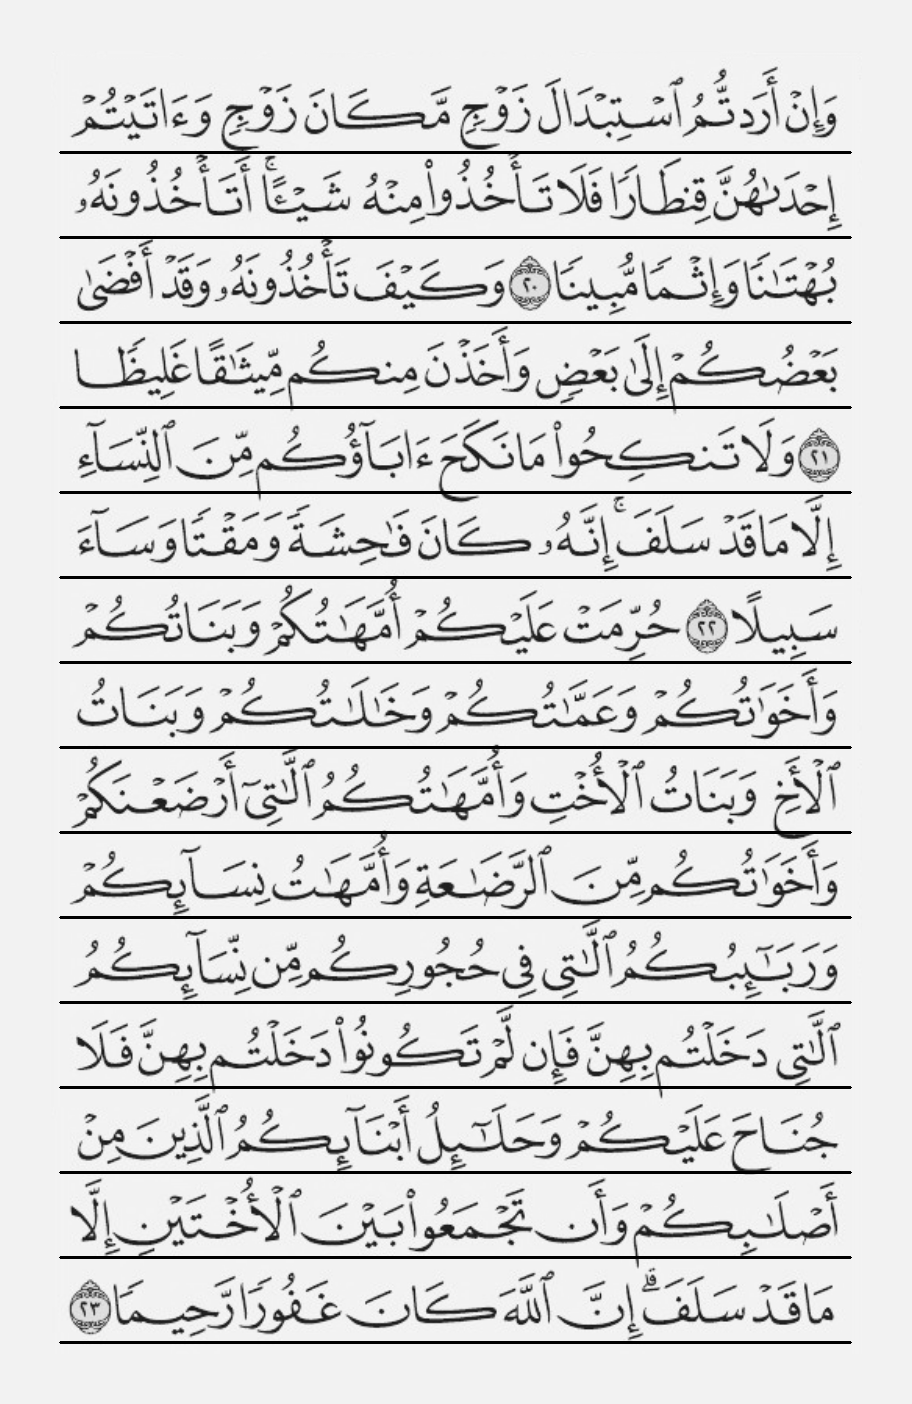 وَإِنْ أَرَدتُّمُ ٱسْتِبْدَالَ زَوْجٍ مَّكَانَ زَوْجٍ وَءَاتَيْتُمْ
إِحْدَىٰهُنَّ قِنطَارًا فَلَا تَأْخُذُوا۟ مِنْهُ شَيْـًٔا ۚ أَتَأْخُذُونَهُۥ
بُهْتَـٰنًا وَإِثْمًا مُّبِينًا ٢٠ وَكَيْفَ تَأْخُذُونَهُۥ وَقَدْ أَفْضَىٰ
بَعْضُكُمْ إِلَىٰ بَعْضٍ وَأَخَذْنَ مِنكُم مِّيثَـٰقًا غَلِيظًا
٢١ وَلَا تَنكِحُوا۟ مَا نَكَحَ ءَابَآؤُكُم مِّنَ ٱلنِّسَآءِ
إِلَّا مَا قَدْ سَلَفَ ۚ إِنَّهُۥ كَانَ فَـٰحِشَةً وَمَقْتًا وَسَآءَ
سَبِيلًا ٢٢ حُرِّمَتْ عَلَيْكُمْ أُمَّهَـٰتُكُمْ وَبَنَاتُكُمْ
وَأَخَوَٰتُكُمْ وَعَمَّـٰتُكُمْ وَخَـٰلَـٰتُكُمْ وَبَنَاتُ
ٱلْأَخِ وَبَنَاتُ ٱلْأُخْتِ وَأُمَّهَـٰتُكُمُ ٱلَّـٰتِىٓ أَرْضَعْنَكُمْ
وَأَخَوَٰتُكُم مِّنَ ٱلرَّضَـٰعَةِ وَأُمَّهَـٰتُ نِسَآئِكُمْ
وَرَبَـٰٓئِبُكُمُ ٱلَّـٰتِى فِى حُجُورِكُم مِّن نِّسَآئِكُمُ
ٱلَّـٰتِى دَخَلْتُم بِهِنَّ فَإِن لَّمْ تَكُونُوا۟ دَخَلْتُم بِهِنَّ فَلَا
جُنَاحَ عَلَيْكُمْ وَحَلَـٰٓئِلُ أَبْنَآئِكُمُ ٱلَّذِينَ مِنْ
أَصْلَـٰبِكُمْ وَأَن تَجْمَعُوا۟ بَيْنَ ٱلْأُخْتَيْنِ إِلَّا
مَا قَدْ سَلَفَ ۗ إِنَّ ٱللَّهَ كَانَ غَفُورًا رَّحِيمًا ٢٣